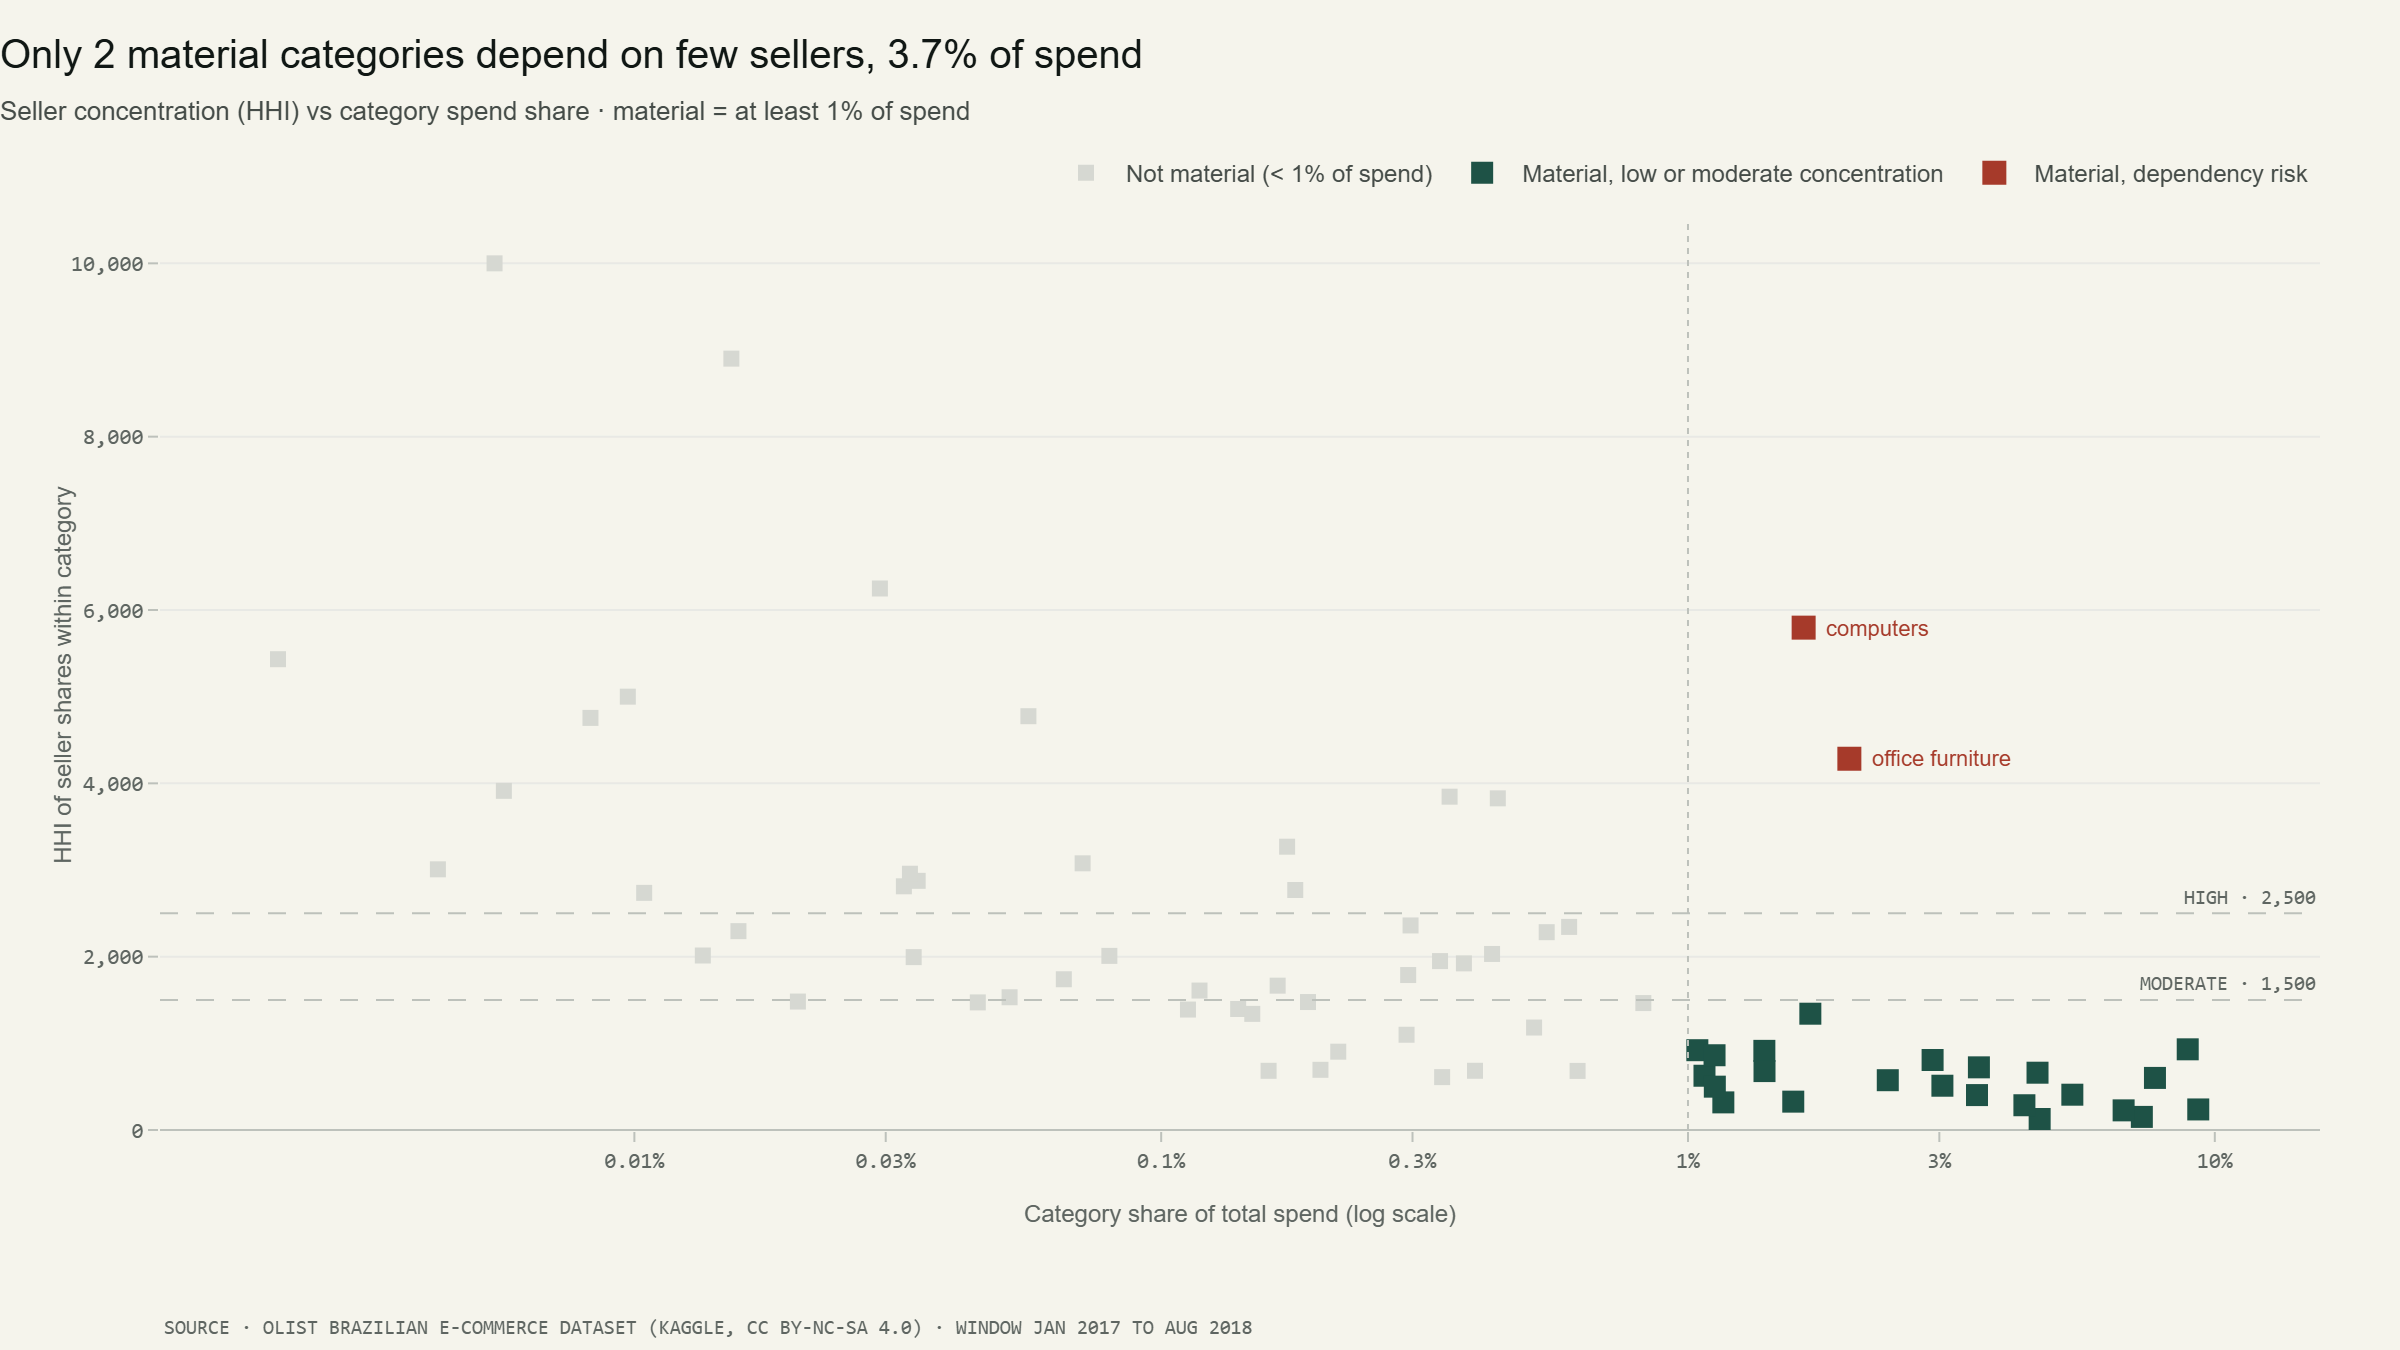 Only 2 material categories depend on few sellers, 3.7% of spend
Seller concentration (HHI) vs category spend share · material = at least 1% of spend
Not material (< 1% of spend)
Material, low or moderate concentration
Material, dependency risk
HHI of seller shares within category
10,000
8,000
6,000
4,000
2,000
0
computers
office furniture
HIGH · 2,500
MODERATE · 1,500
0.01%
0.03%
0.1%
0.3%
1%
3%
10%
Category share of total spend (log scale)
SOURCE · OLIST BRAZILIAN E-COMMERCE DATASET (KAGGLE, CC BY-NC-SA 4.0) · WINDOW JAN 2017 TO AUG 2018